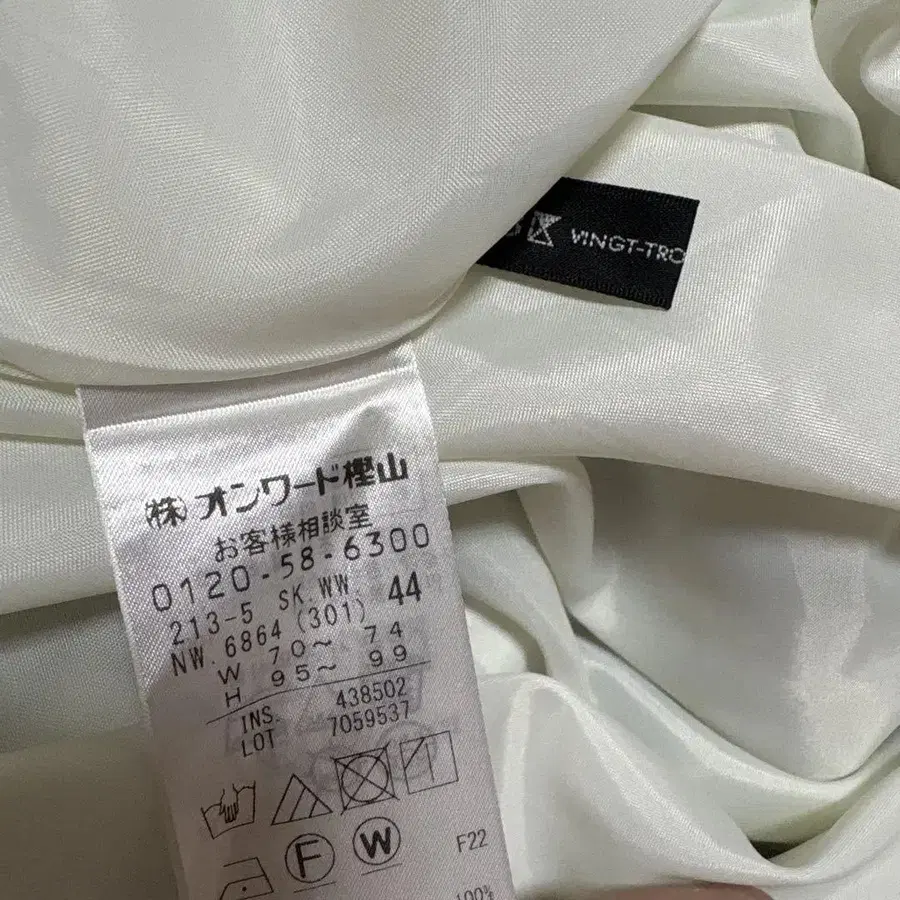 VINGT-TRO
(株)オンワード樫山
お客様相談室
0120-58-6300
213-5 SK.WW.
NW.6864 (301) 44
W 70～ 74
H 95～ 99
INS. 438502
LOT 7059537
F W
F22
100%